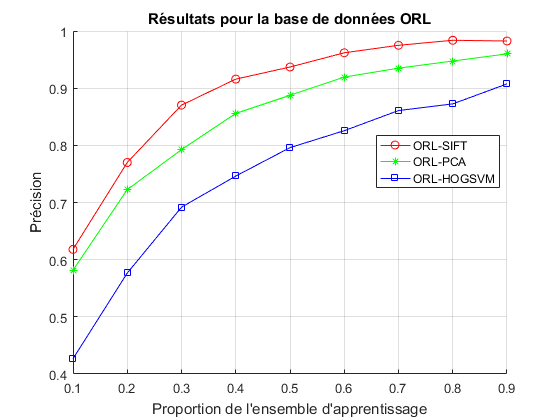 Résultats pour la base de données ORL
1
0.9
0.8
0.7
0.6
0.5
0.4
Précision
ORL-SIFT
ORL-PCA
ORL-HOGSVM
0.1 0.2 0.3 0.4 0.5 0.6 0.7 0.8 0.9
Proportion de l'ensemble d'apprentissage